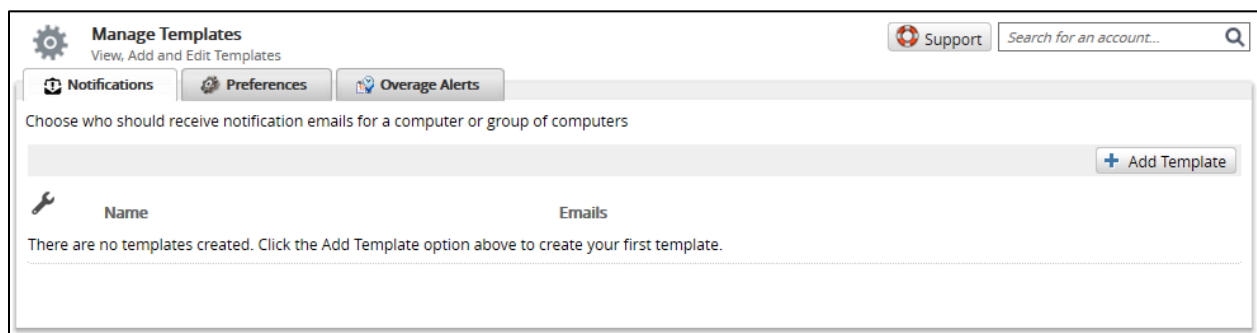 Manage Templates
View, Add and Edit Templates
Support
Search for an account...
Notifications
Preferences
Overage Alerts
Choose who should receive notification emails for a computer or group of computers
+ Add Template
Name
Emails
There are no templates created. Click the Add Template option above to create your first template.